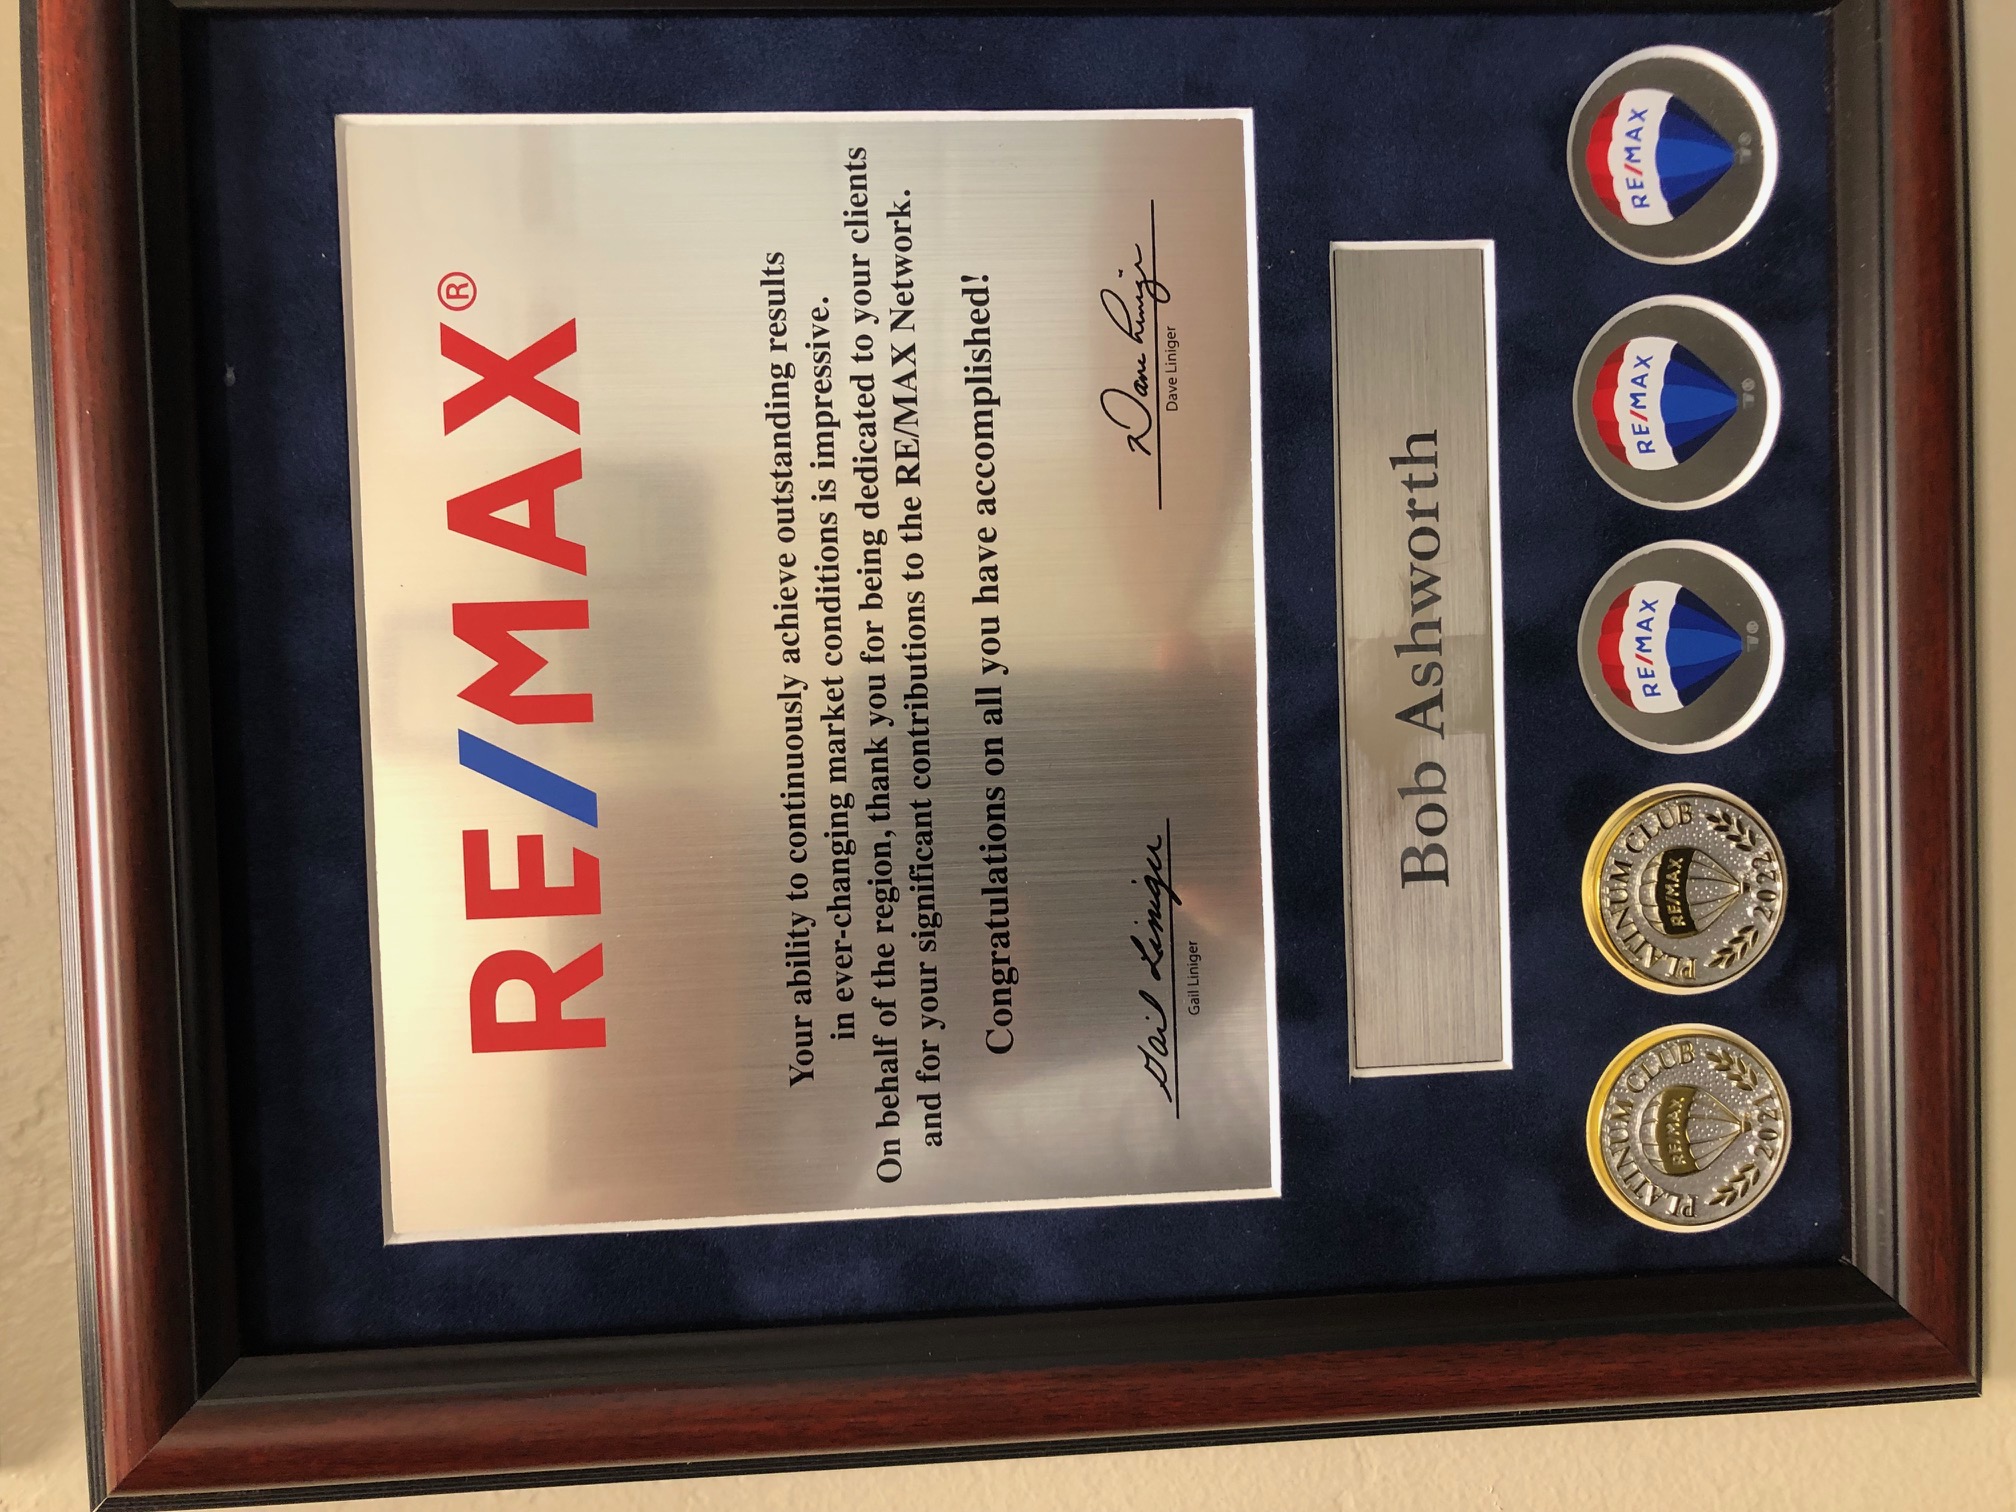 RE/MAX®
Your ability to continuously achieve outstanding results
in ever-changing market conditions is impressive.
On behalf of the region, thank you for being dedicated to your clients
and for your significant contributions to the RE/MAX Network.
Congratulations on all you have accomplished!
Gail Liniger
Dave Liniger
Gail Liniger
Dave Liniger
Bob Ashworth
PLATINUM CLUB
RE/MAX
2021
PLATINUM CLUB
RE/MAX
2022
RE/MAX
RE/MAX
RE/MAX